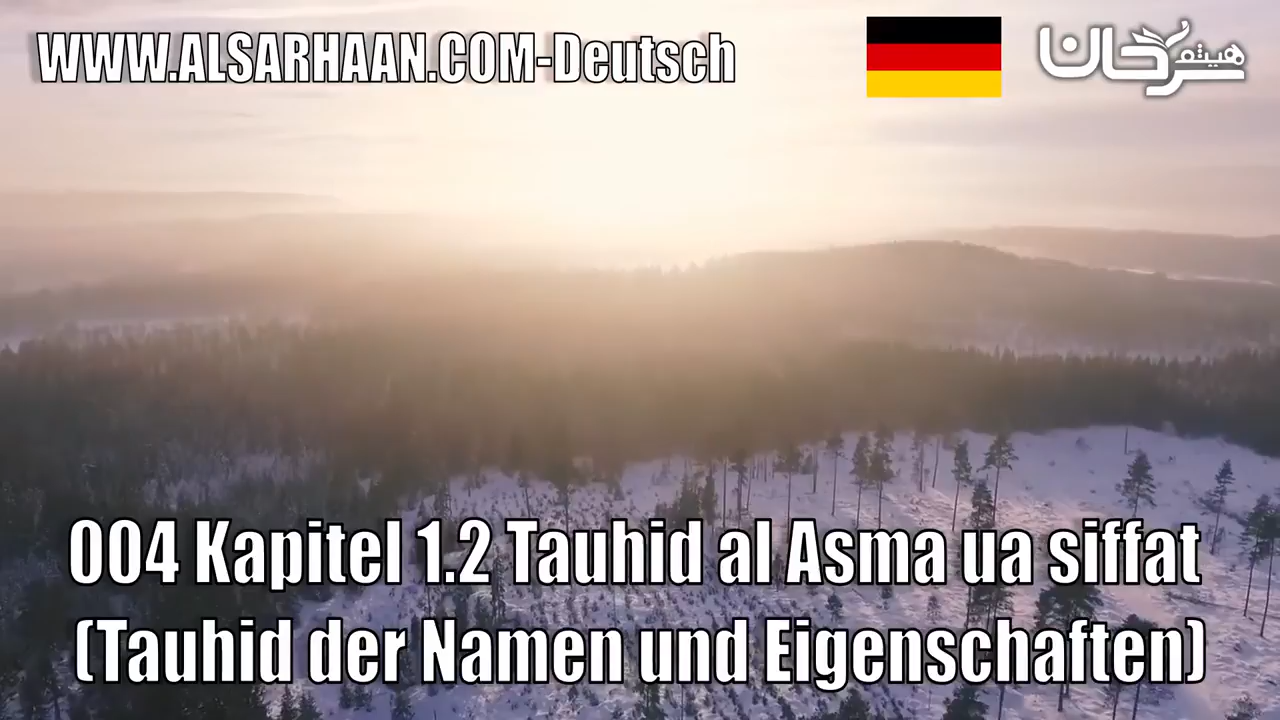 WWW.ALSARHAAN.COM-Deutsch
هيثم سرحان
004 Kapitel 1.2 Tauhid al Asma ua siffat
(Tauhid der Namen und Eigenschaften)